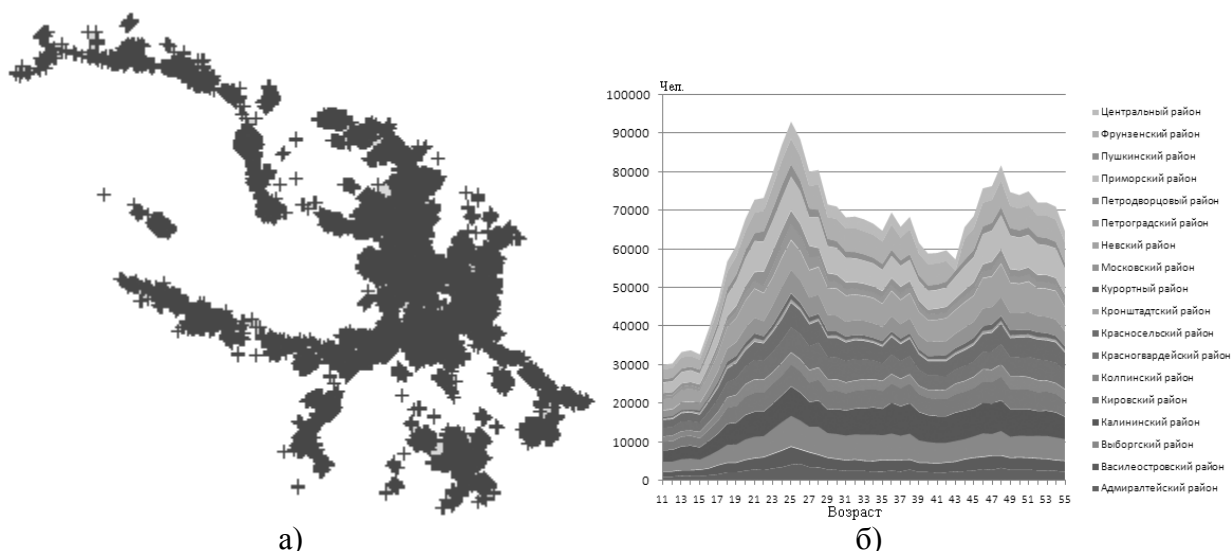 Чел.
100000
90000
80000
70000
60000
50000
40000
30000
20000
10000
0
11 13 15 17 19 21 23 25 27 29 31 33 35 37 39 41 43 45 47 49 51 53 55
Возраст
Центральный район
Фрунзенский район
Пушкинский район
Приморский район
Петродворцовый район
Петроградский район
Невский район
Московский район
Курортный район
Кронштадтский район
Красносельский район
Красногвардейский район
Колпинский район
Кировский район
Калининский район
Выборгский район
Василеостровский район
Адмиралтейский район
а)
б)